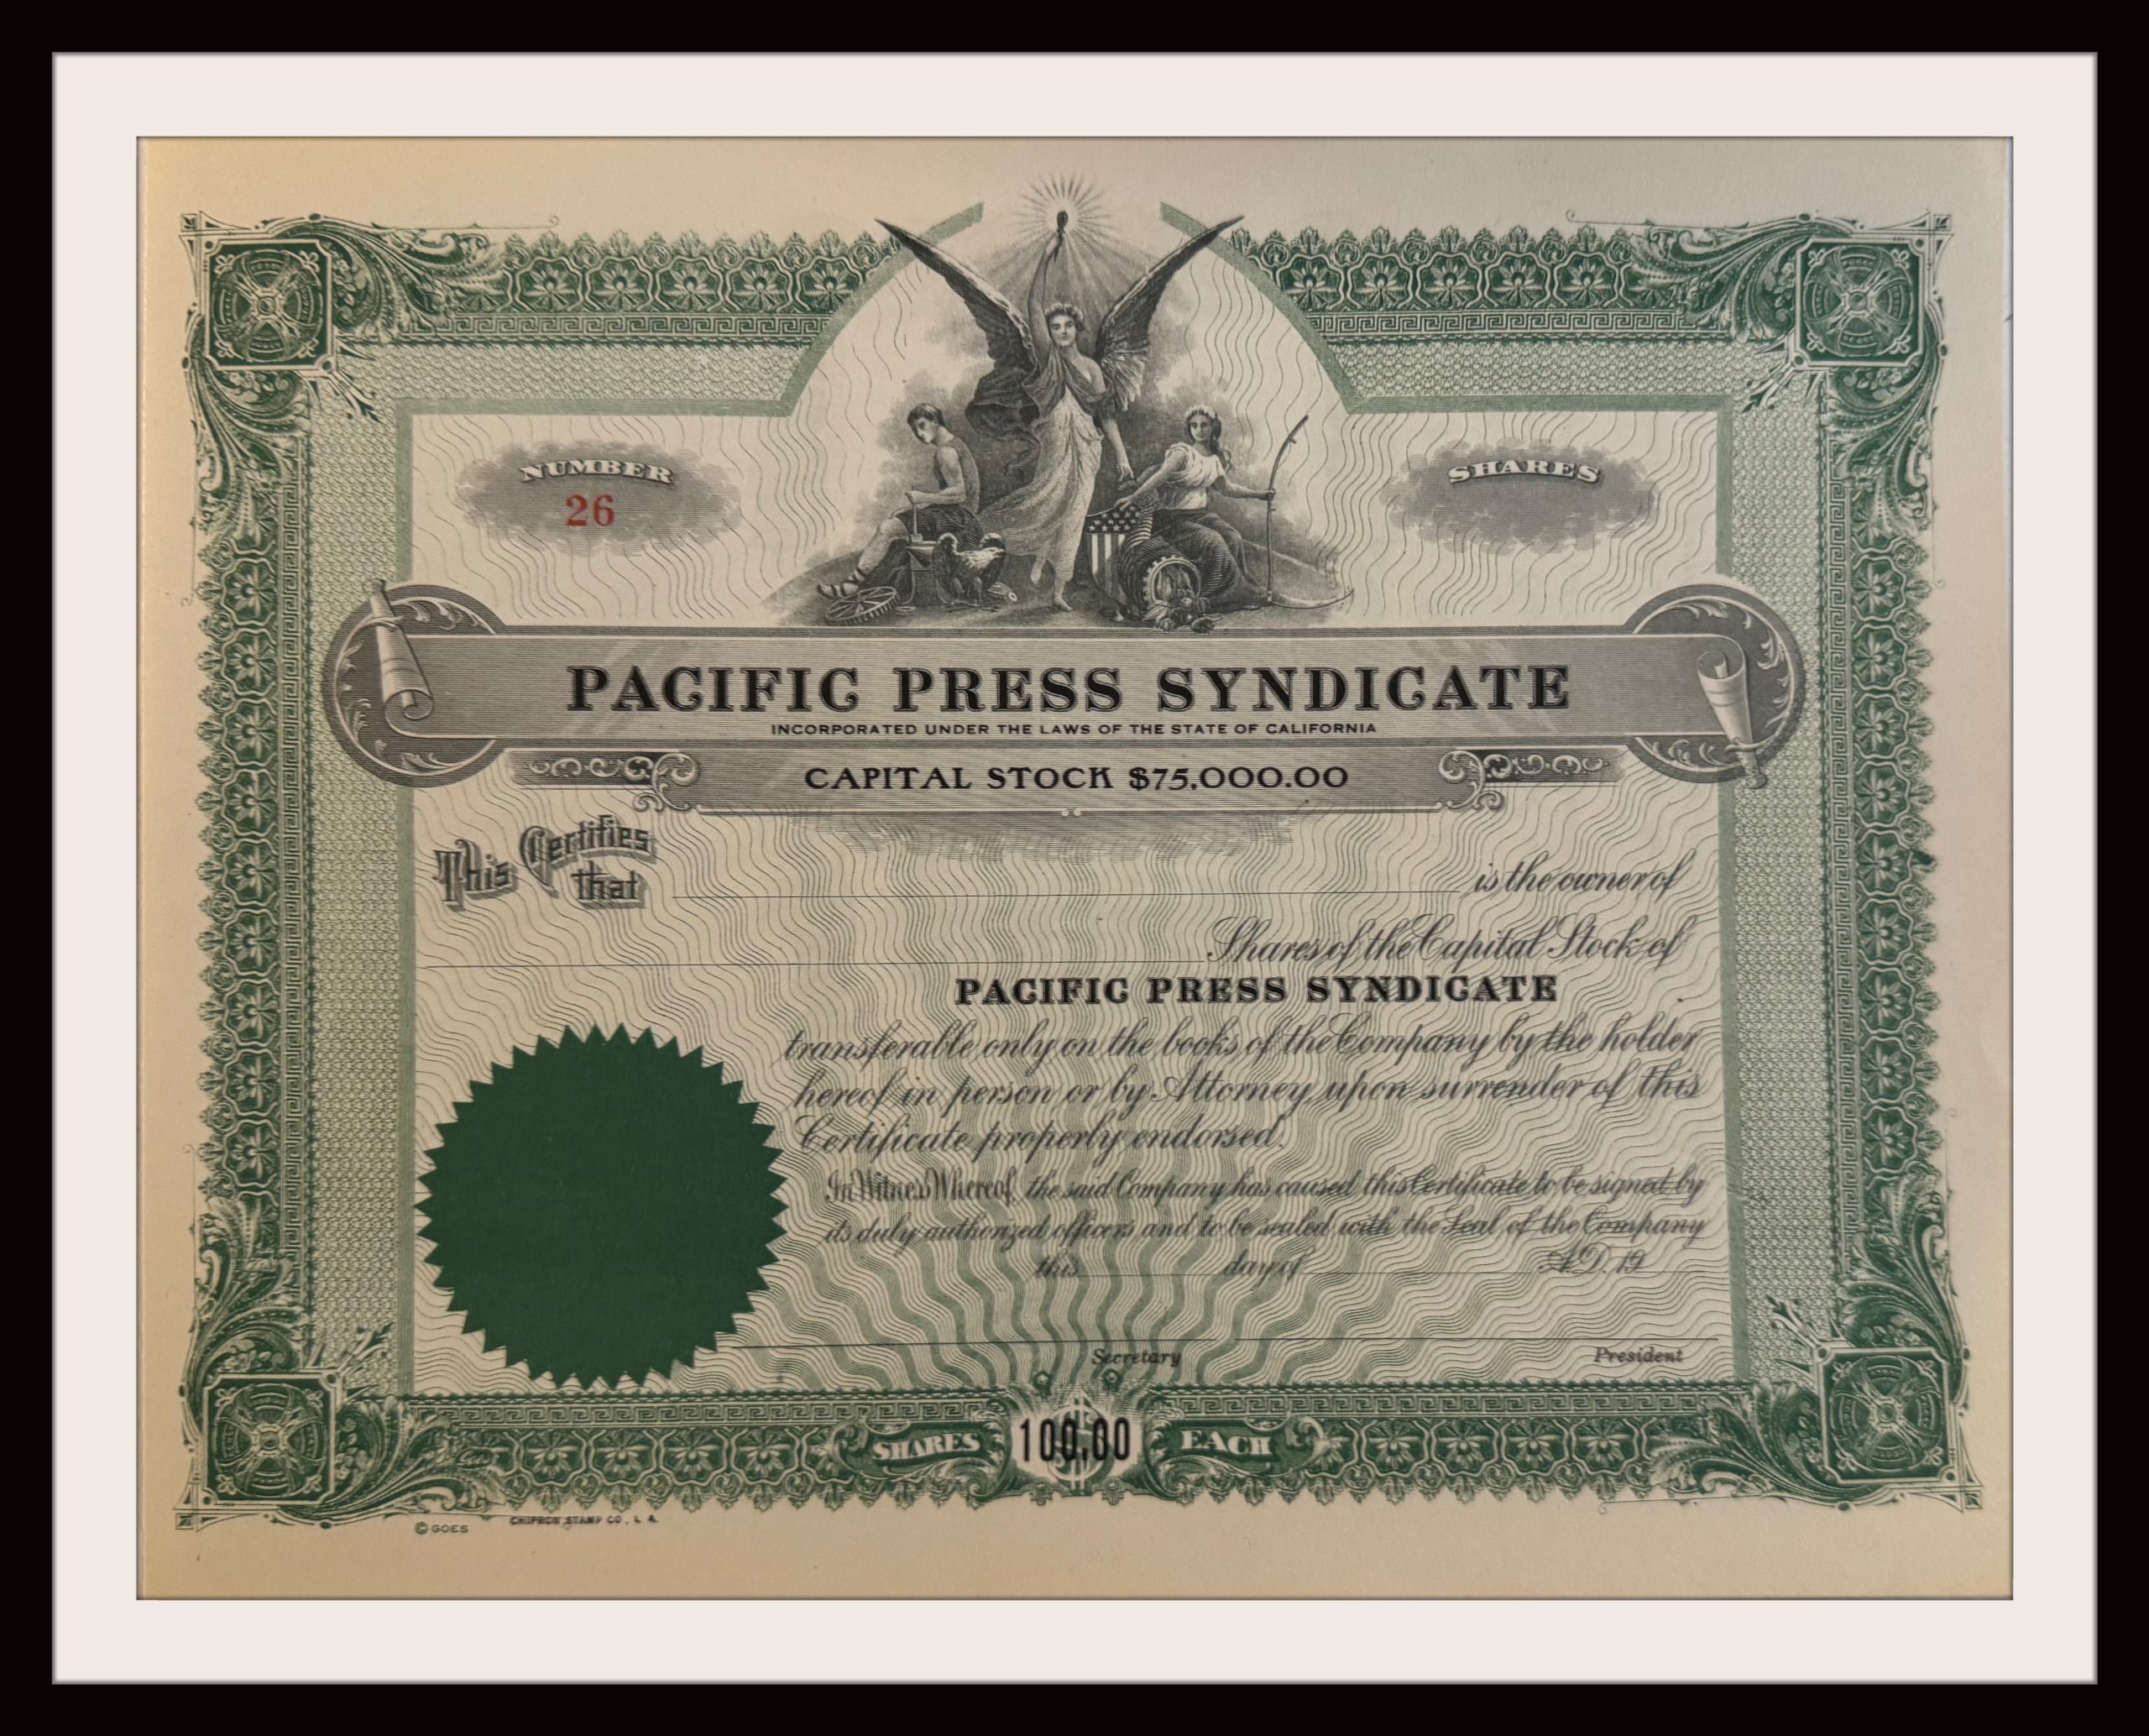 NUMBER
26
SHARES
PACIFIC PRESS SYNDICATE
INCORPORATED UNDER THE LAWS OF THE STATE OF CALIFORNIA
CAPITAL STOCK $75,000.00
This Certifies that
is the owner of
Shares of the Capital Stock of
PACIFIC PRESS SYNDICATE
transferable only on the books of the Company by the holder
hereof in person or by Attorney upon surrender of this
Certificate properly endorsed.
In Witness Whereof, the said Company has caused this Certificate to be signed by
its duly authorized officers and to be sealed with the Seal of the Company
this day of A.D. 19
Secretary President
SHARES $ 100.00 EACH
© GOES CHIPRON STAMP CO., L. A.